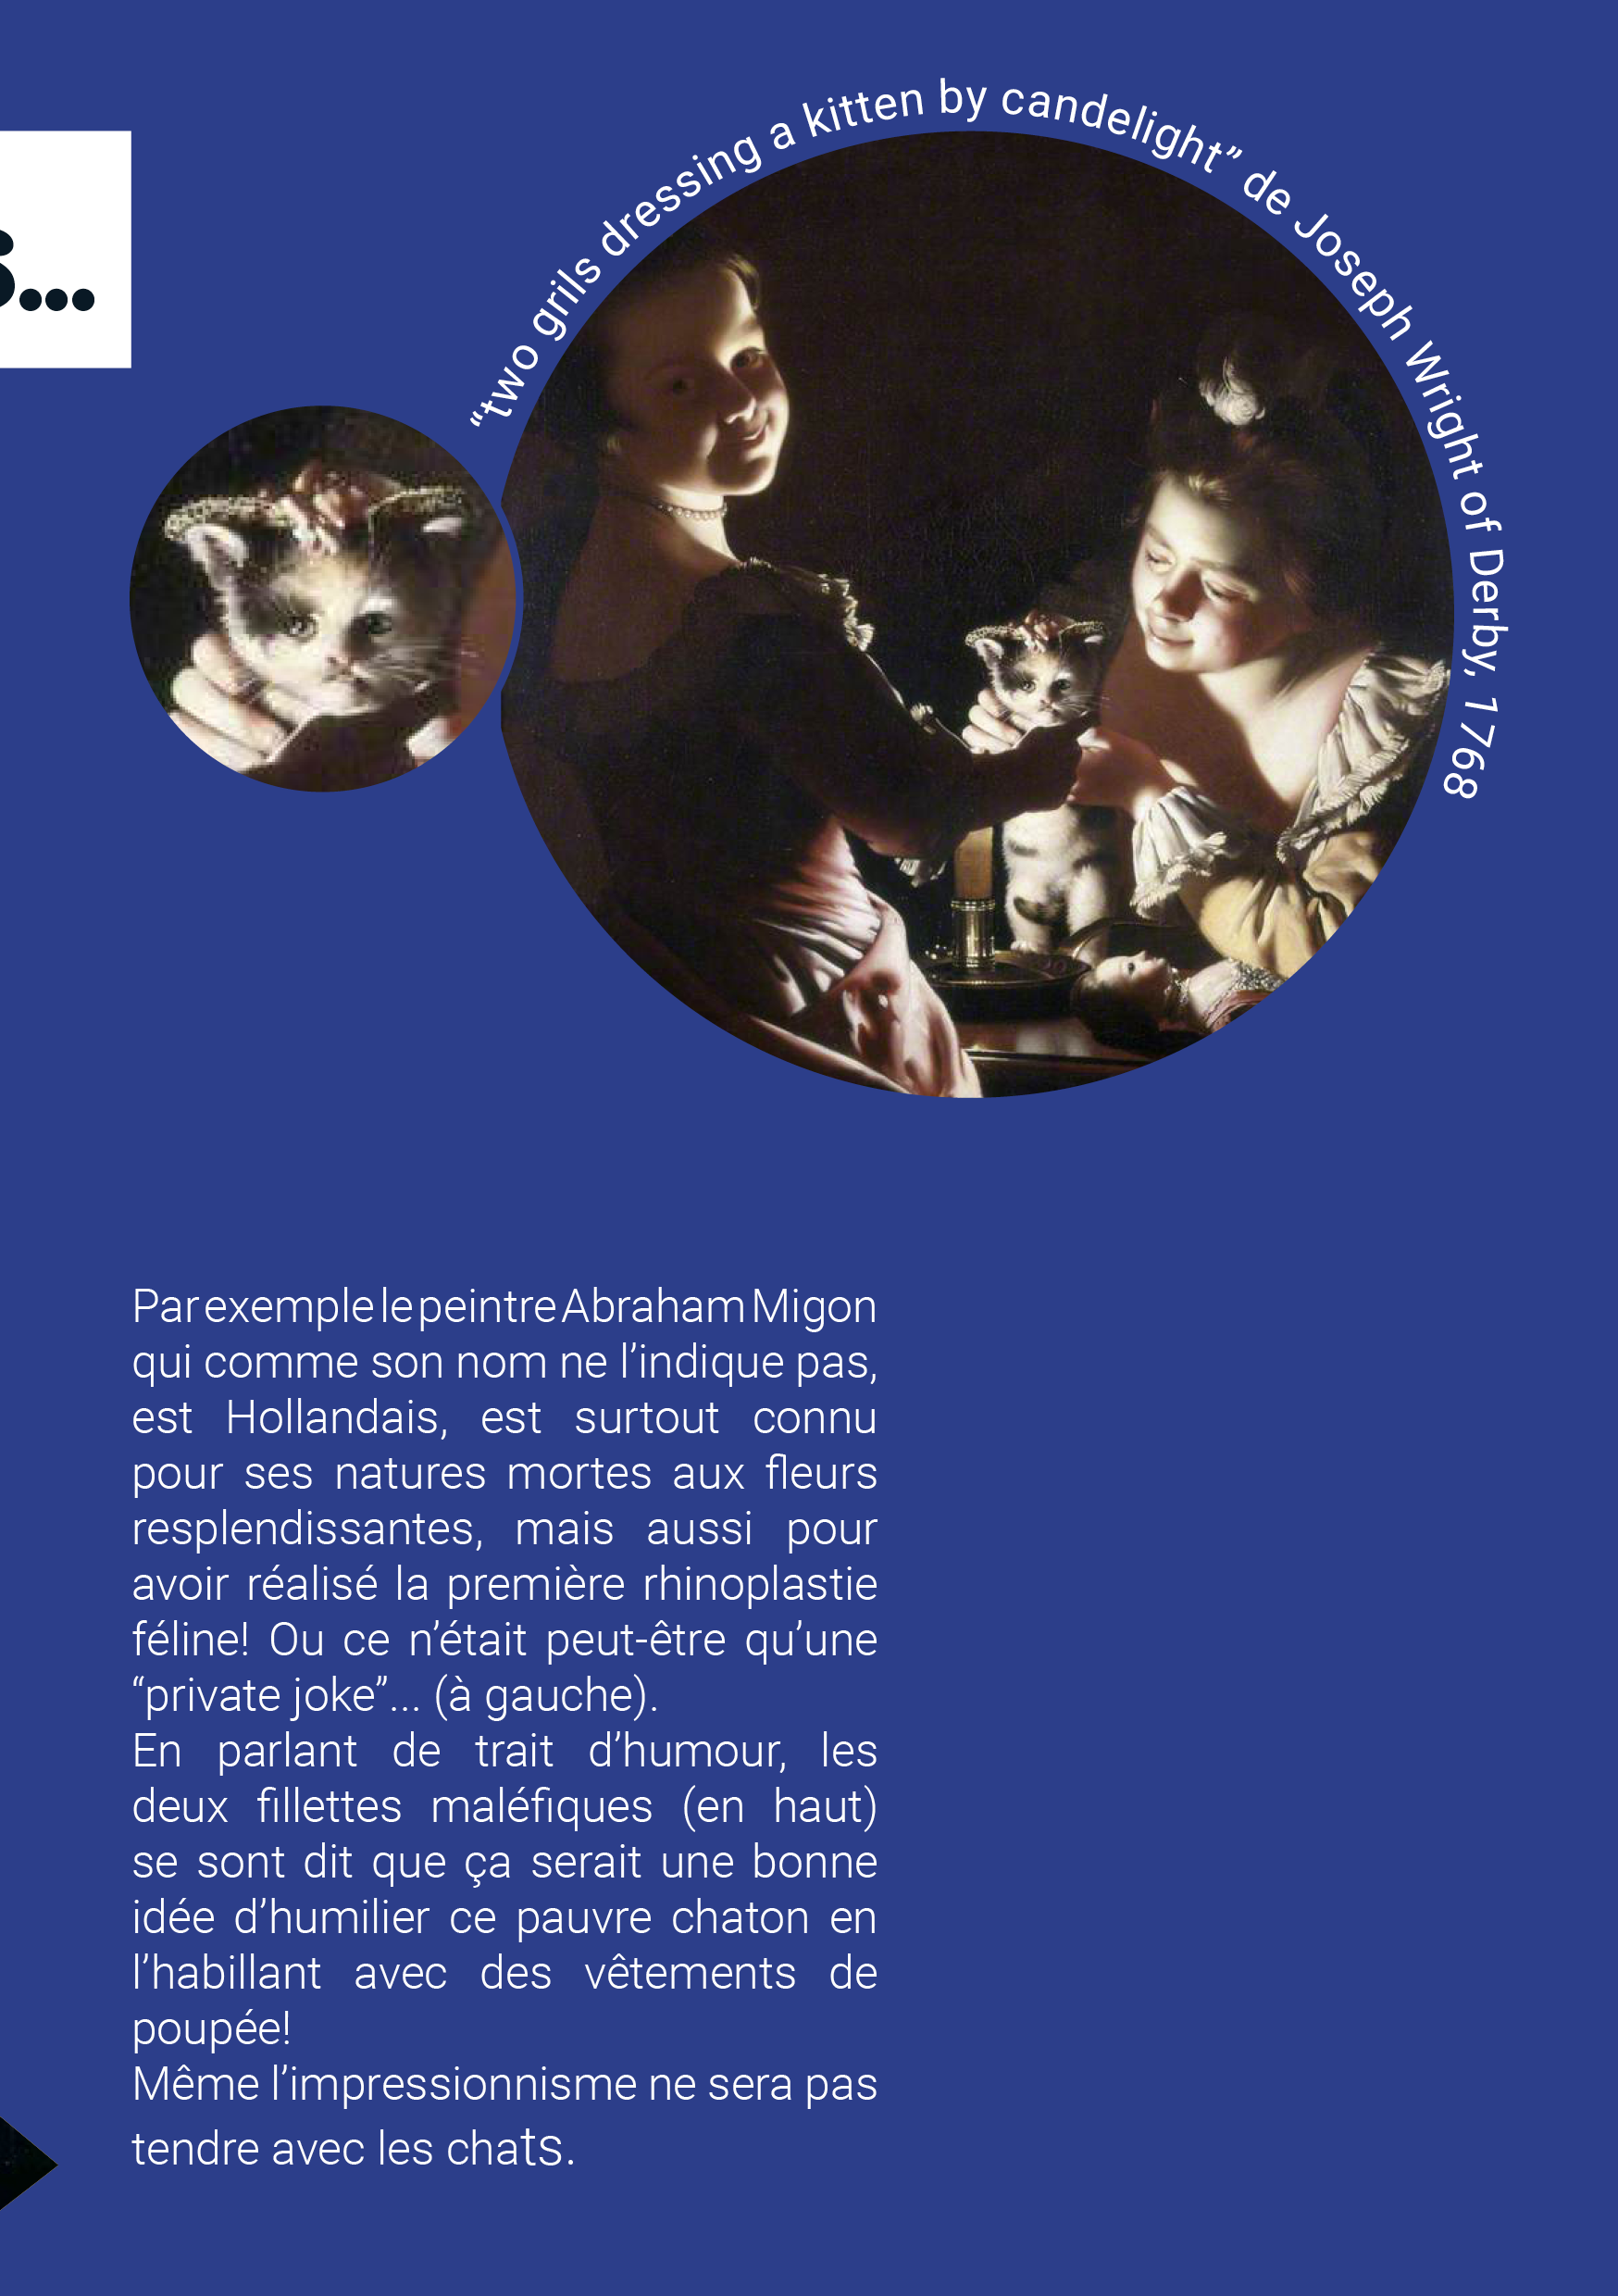 s...
“two grils dressing a kitten by candelight” de Joseph Wright of Derby, 1768
Par exemple le peintre Abraham Migon
qui comme son nom ne l’indique pas,
est Hollandais, est surtout connu
pour ses natures mortes aux fleurs
resplendissantes, mais aussi pour
avoir réalisé la première rhinoplastie
féline! Ou ce n’était peut-être qu’une
“private joke”... (à gauche).
En parlant de trait d’humour, les
deux fillettes maléfiques (en haut)
se sont dit que ça serait une bonne
idée d’humilier ce pauvre chaton en
l’habillant avec des vêtements de
poupée!
Même l’impressionnisme ne sera pas
tendre avec les chats.